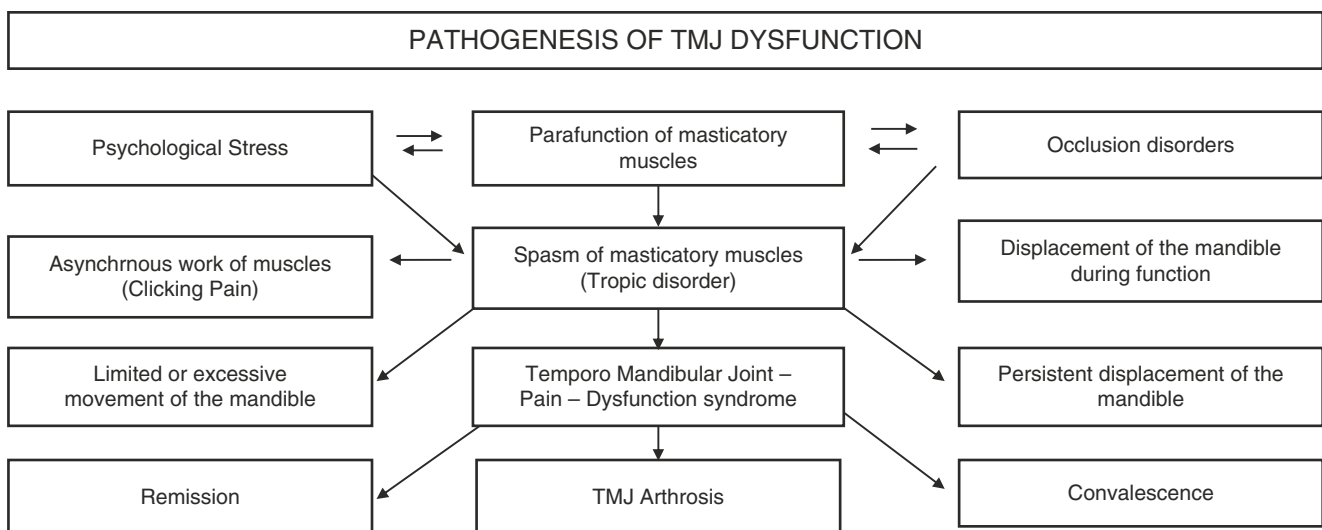 PATHOGENESIS OF TMJ DYSFUNCTION
Psychological Stress
Parafunction of masticatory
muscles
Occlusion disorders
Asynchrnous work of muscles
(Clicking Pain)
Spasm of masticatory muscles
(Tropic disorder)
Displacement of the mandible
during function
Limited or excessive
movement of the mandible
Temporo Mandibular Joint –
Pain – Dysfunction syndrome
Persistent displacement of the
mandible
Remission
TMJ Arthrosis
Convalescence